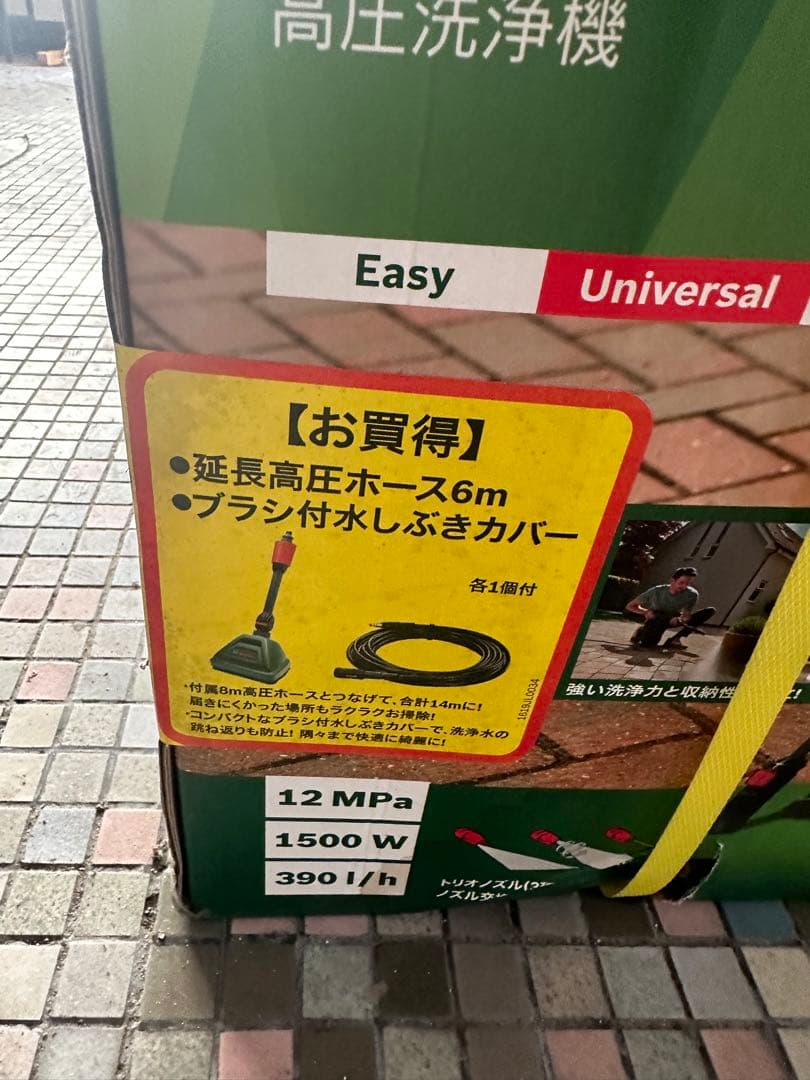 高圧洗浄機
Easy
Universal
【お買得】
●延長高圧ホース6m
●ブラシ付水しぶきカバー
各1個付
・付属8m高圧ホースとつなげて、合計14mに!
届きにくかった場所もラクラクお掃除!
・コンパクトなブラシ付水しぶきカバーで、洗浄水の
跳ね返りも防止! 隅々まで快適に綺麗に!
1619JL0034
強い洗浄力と収納性
12 MPa
1500 W
390 l/h
トリオノズル(3
ノズル交